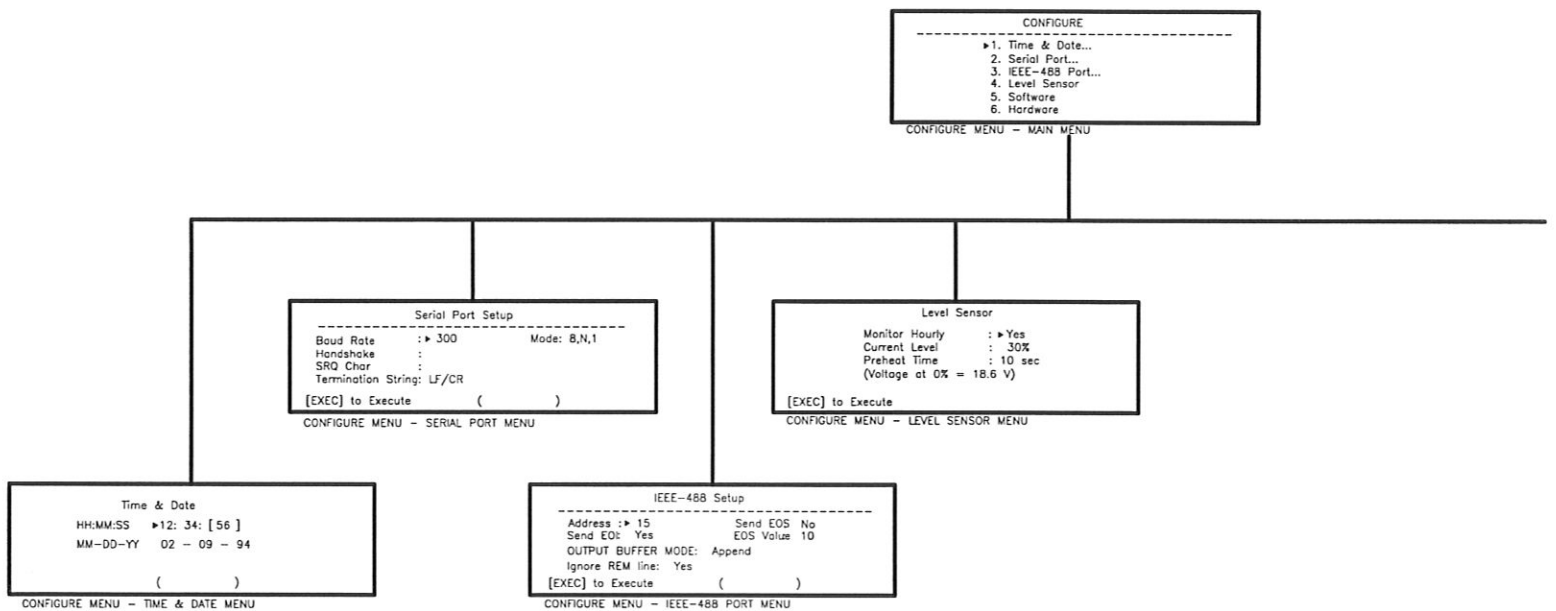 CONFIGURE
▸1. Time & Date...
2. Serial Port...
3. IEEE-488 Port...
4. Level Sensor
5. Software
6. Hardware
CONFIGURE MENU - MAIN MENU
Serial Port Setup
Baud Rate :▸ 300 Mode: 8,N,1
Handshake :
SRQ Char :
Termination String: LF/CR
[EXEC] to Execute ( )
CONFIGURE MENU - SERIAL PORT MENU
Level Sensor
Monitor Hourly :▸Yes
Current Level : 30%
Preheat Time : 10 sec
(Voltage at 0% = 18.6 V)
[EXEC] to Execute
CONFIGURE MENU - LEVEL SENSOR MENU
Time & Date
HH:MM:SS ▸12: 34: [ 56 ]
MM-DD-YY 02 - 09 - 94
( )
CONFIGURE MENU - TIME & DATE MENU
IEEE-488 Setup
Address :▸ 15 Send EOS No
Send EOI: Yes EOS Value 10
OUTPUT BUFFER MODE: Append
Ignore REM line: Yes
[EXEC] to Execute ( )
CONFIGURE MENU - IEEE-488 PORT MENU